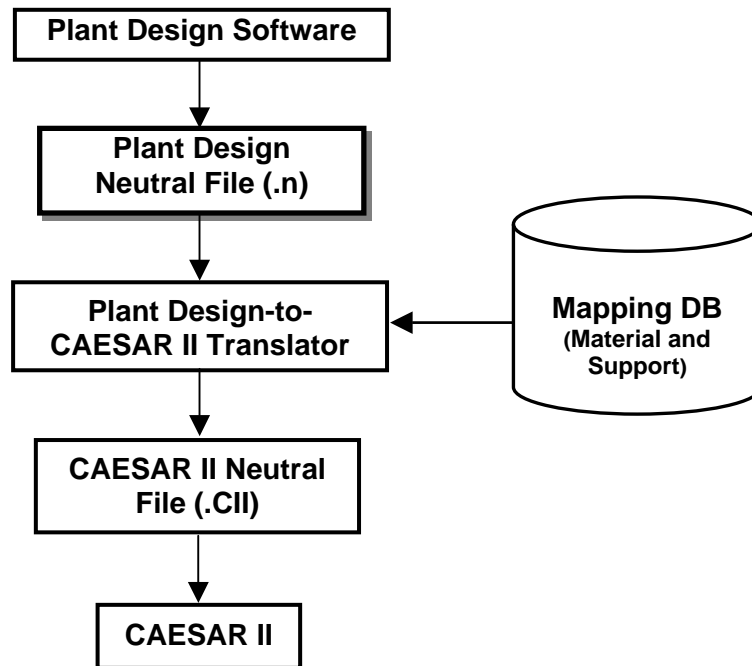 Plant Design Software
Plant Design
Neutral File (.n)
Plant Design-to-
CAESAR II Translator
Mapping DB
(Material and
Support)
CAESAR II Neutral
File (.CII)
CAESAR II